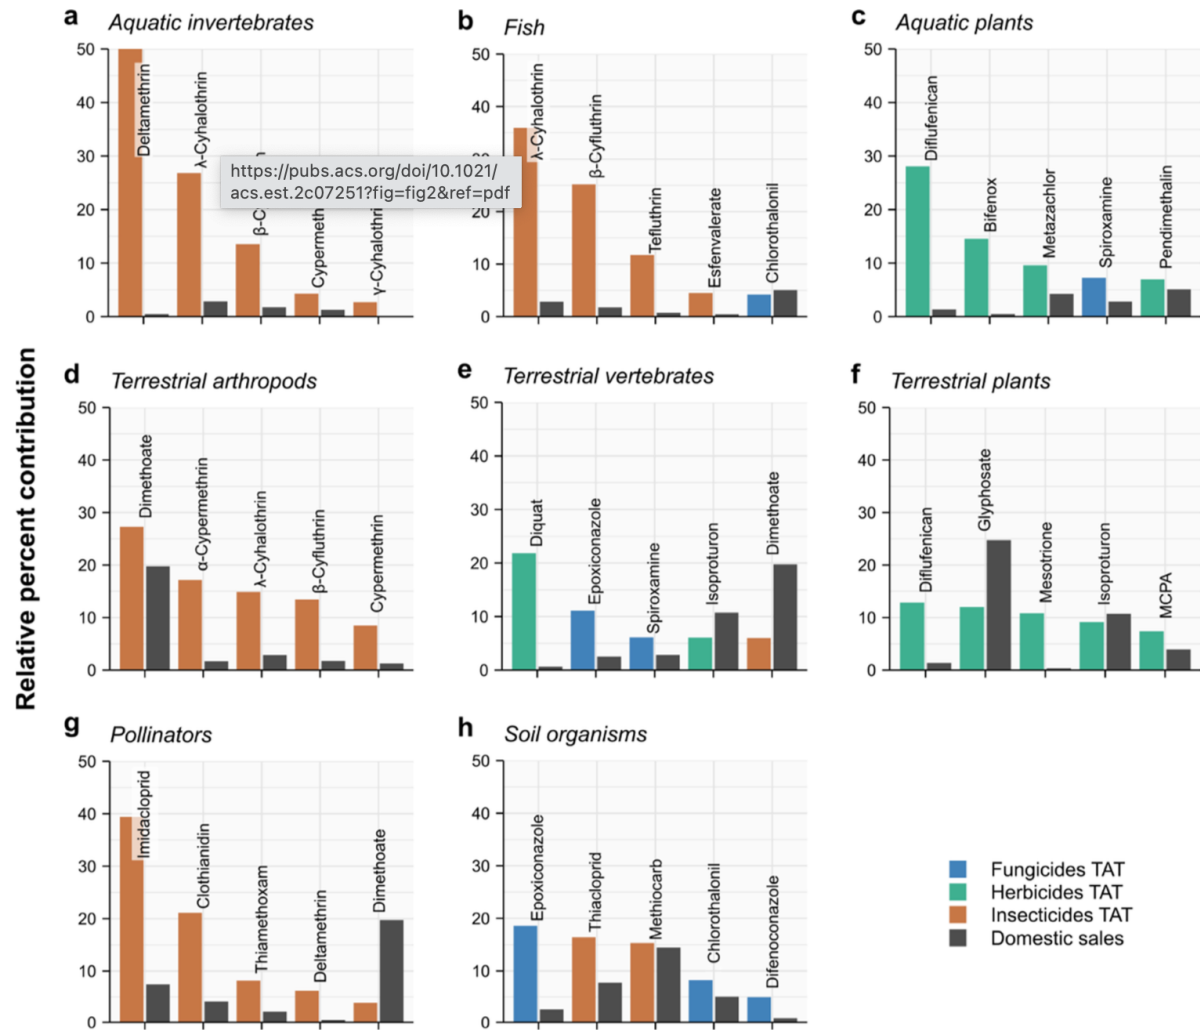 a Aquatic invertebrates
50
40
30
20
10
0
Deltamethrin
λ-Cyhalothrin
Cypermeth
γ-Cyhalothrin
https://pubs.acs.org/doi/10.1021/
acs.est.2c07251?fig=fig2&ref=pdf
b Fish
50
40
20
10
0
λ-Cyhalothrin
β-Cyfluthrin
Tefluthrin
Esfenvalerate
Chlorothalonil
c Aquatic plants
50
40
30
20
10
0
Diflufenican
Bifenox
Metazachlor
Spiroxamine
Pendimethalin
Relative percent contribution
d Terrestrial arthropods
50
40
30
20
10
0
Dimethoate
α-Cypermethrin
λ-Cyhalothrin
β-Cyfluthrin
Cypermethrin
e Terrestrial vertebrates
50
40
30
20
10
0
Diquat
Epoxiconazole
Spiroxamine
Isoproturon
Dimethoate
f Terrestrial plants
50
40
30
20
10
0
Diflufenican
Glyphosate
Mesotrione
Isoproturon
MCPA
g Pollinators
50
40
30
20
10
0
Imidacloprid
Clothianidin
Thiamethoxam
Deltamethrin
Dimethoate
h Soil organisms
50
40
30
20
10
0
Epoxiconazole
Thiacloprid
Methiocarb
Chlorothalonil
Difenoconazole
Fungicides TAT
Herbicides TAT
Insecticides TAT
Domestic sales